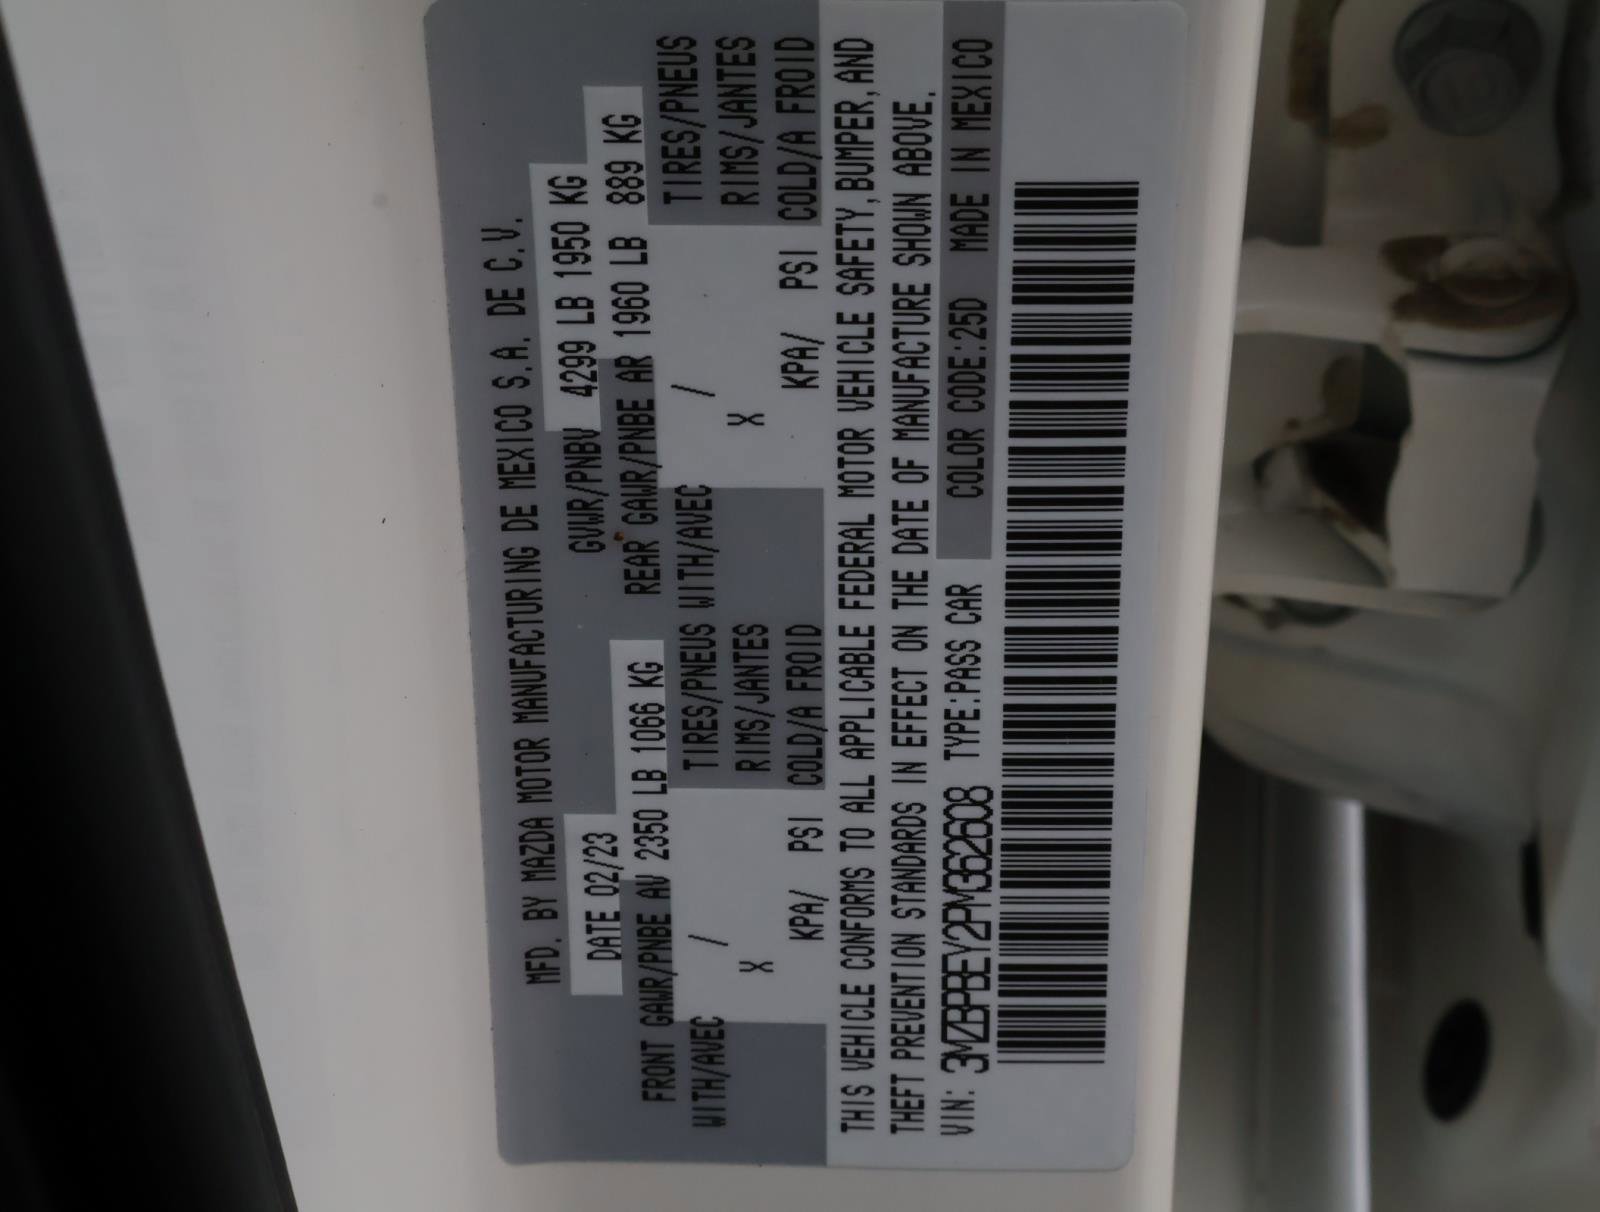 MFD. BY MAZDA MOTOR MANUFACTURING DE MEXICO S.A. DE C.V.
DATE 02/23 GVWR/PNBV 4299 LB 1950 KG
FRONT GAWR/PNBE AV 2350 LB 1066 KG REAR GAWR/PNBE AR 1960 LB 889 KG
WITH/AVEC / TIRES/PNEUS WITH/AVEC / TIRES/PNEUS
X RIMS/JANTES X RIMS/JANTES
KPA/ PSI COLD/A FROID KPA/ PSI COLD/A FROID
THIS VEHICLE CONFORMS TO ALL APPLICABLE FEDERAL MOTOR VEHICLE SAFETY,BUMPER,AND
THEFT PREVENTION STANDARDS IN EFFECT ON THE DATE OF MANUFACTURE SHOWN ABOVE.
VIN: 3MZBPBEY2PM362608 TYPE:PASS CAR COLOR CODE:25D MADE IN MEXICO